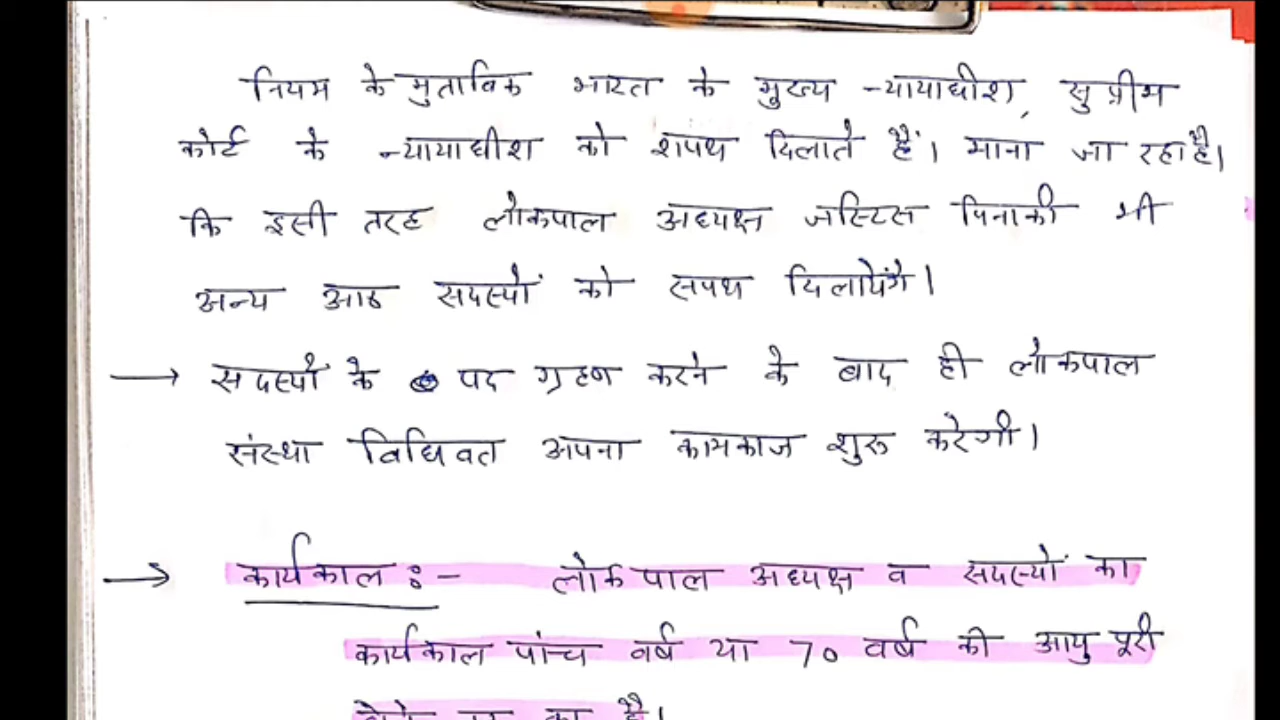 नियम के मुताबिक भारत के मुख्य न्यायाधीश, सुप्रीम
कोर्ट के न्यायाधीश को शपथ दिलाते हैं। माना जा रहा है।
कि इसी तरह लोकपाल अध्यक्ष जस्टिस पिनाकी भी
अन्य आठ सदस्यों को सपथ दिलायेंगे।
→ सदस्यों के पद ग्रहण करने के बाद ही लोकपाल
संस्था विधिवत अपना कामकाज शुरू करेगी।
→ कार्यकाल :- लोकपाल अध्यक्ष व सदस्यों का
कार्यकाल पांच वर्ष या 70 वर्ष की आयु पूरी
का है।